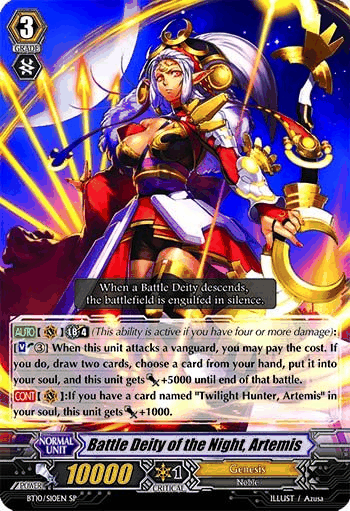 3
GRADE
When a Battle Deity descends,
the battlefield is engulfed in silence.
AUTO [ ] LB4 (This ability is active if you have four or more damage):
[ 3] When this unit attacks a vanguard, you may pay the cost. If
you do, draw two cards, choose a card from your hand, put it into
your soul, and this unit gets +5000 until end of that battle.
CONT [ ]:If you have a card named "Twilight Hunter, Artemis" in
your soul, this unit gets +1000.
NORMAL UNIT Battle Deity of the Night, Artemis
POWER 10000 1 CRITICAL Genesis
Noble
BT10/S10EN SP ILLUST / Azusa